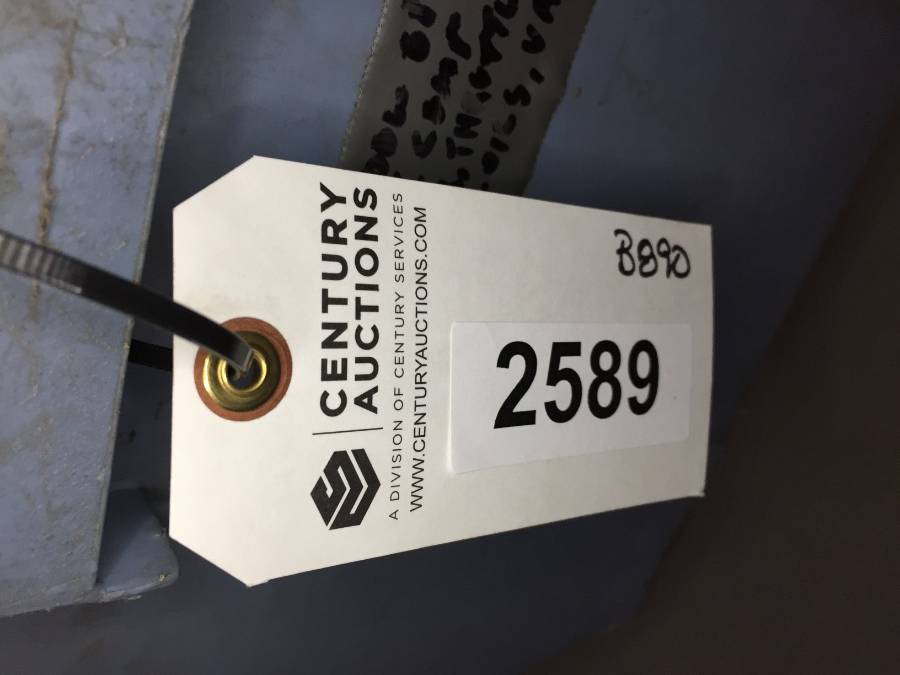 CENTURY
AUCTIONS
A DIVISION OF CENTURY SERVICES
WWW.CENTURYAUCTIONS.COM
B890
2589